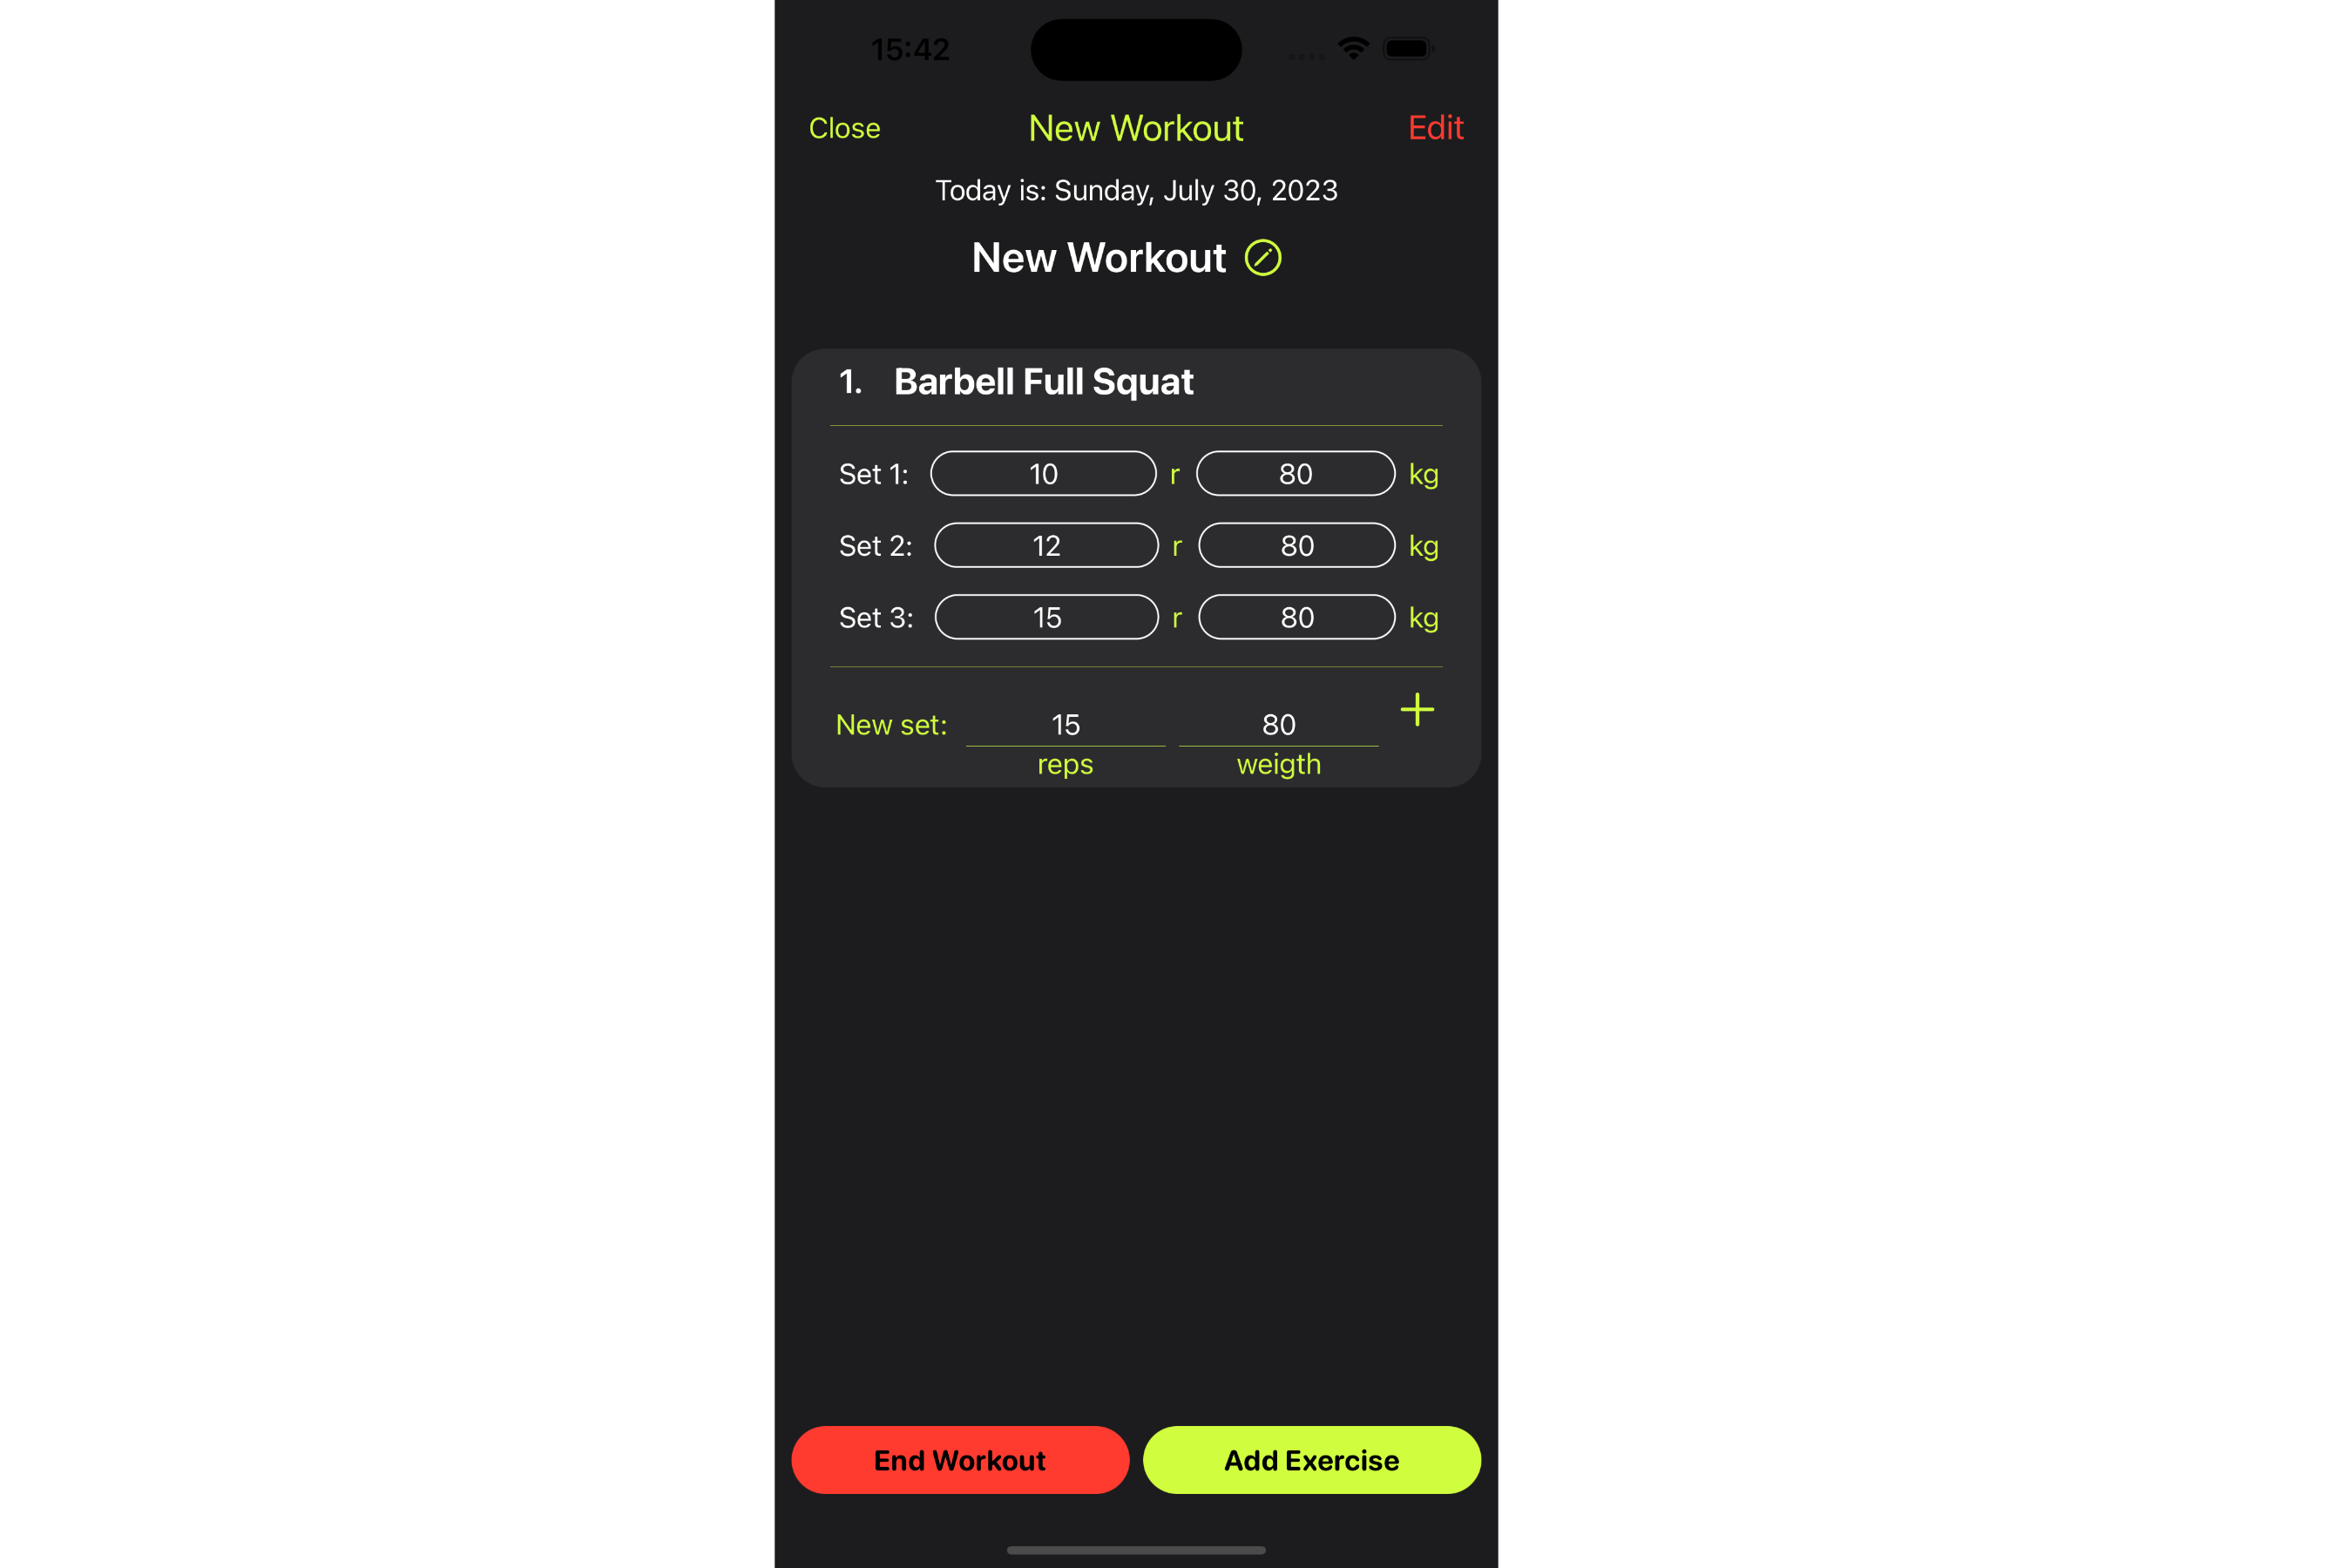 15:42
Close New Workout Edit
Today is: Sunday, July 30, 2023
New Workout
1. Barbell Full Squat
Set 1: 10 r 80 kg
Set 2: 12 r 80 kg
Set 3: 15 r 80 kg
New set: 15 80
reps weigth
End Workout Add Exercise